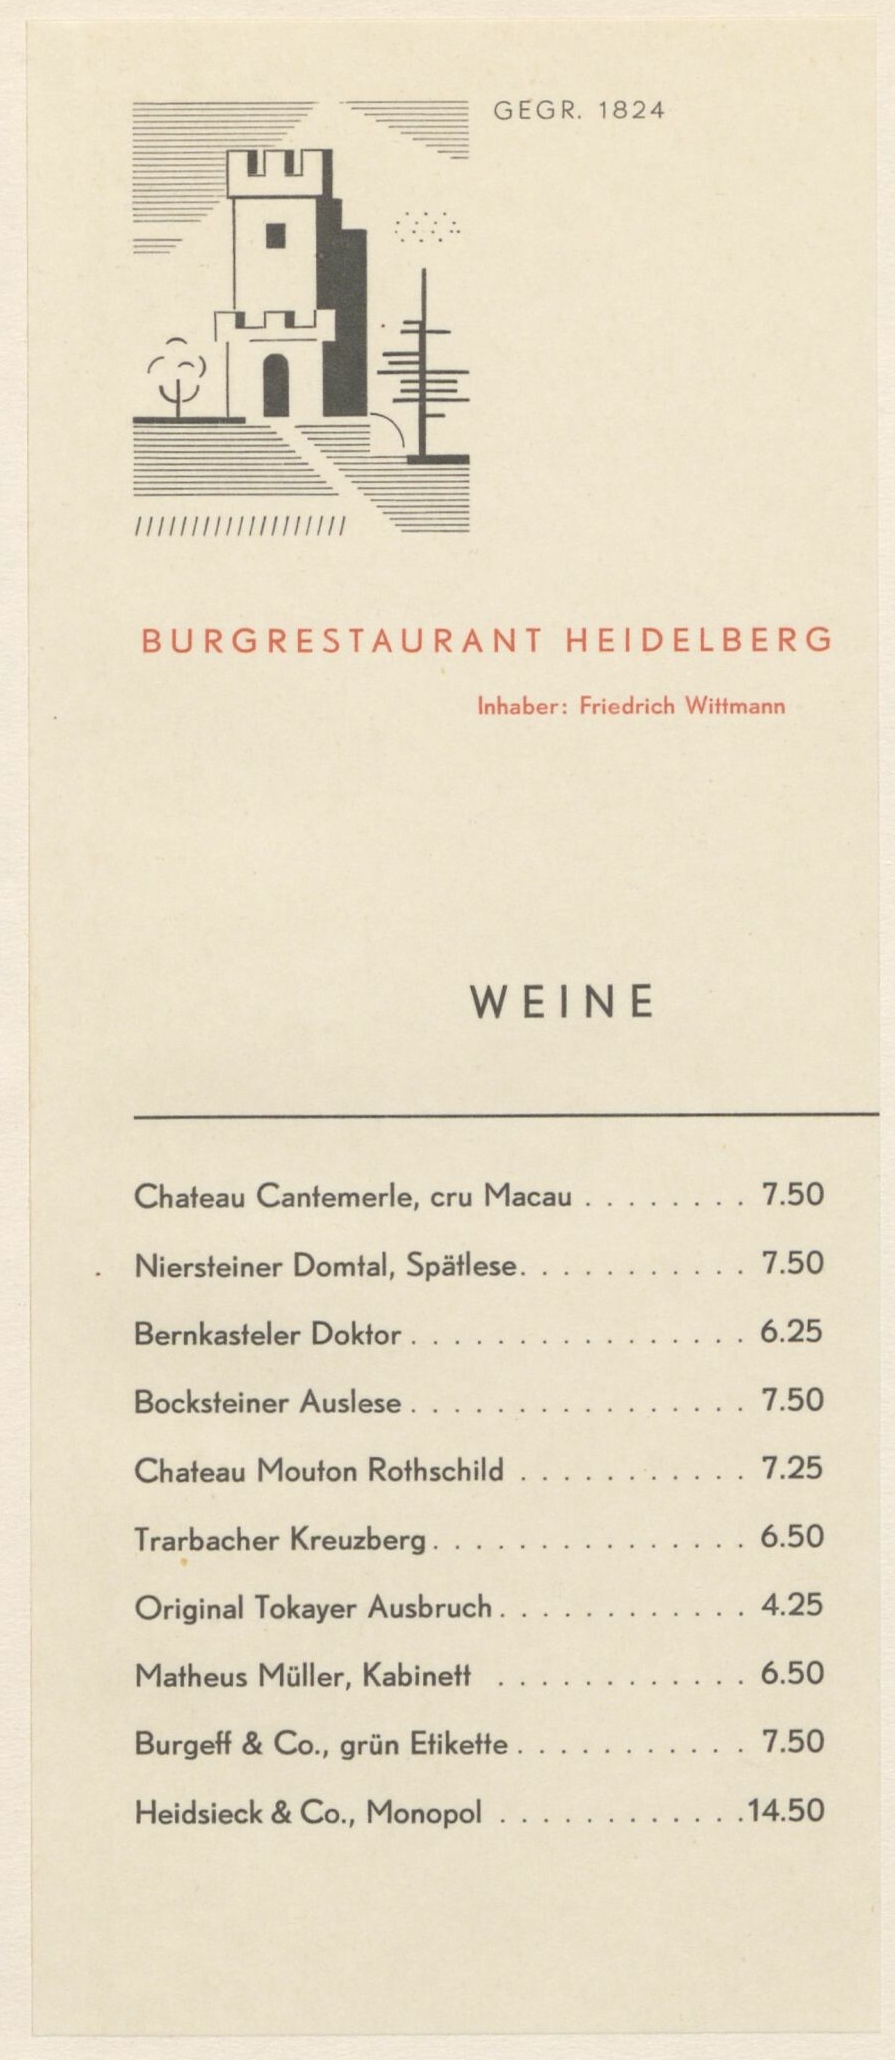 GEGR. 1824
BURGRESTAURANT HEIDELBERG
Inhaber: Friedrich Wittmann
WEINE
Chateau Cantemerle, cru Macau ........ 7.50
Niersteiner Domtal, Spätlese........... 7.50
Bernkasteler Doktor................ 6.25
Bocksteiner Auslese................ 7.50
Chateau Mouton Rothschild ........... 7.25
Trarbacher Kreuzberg............... 6.50
Original Tokayer Ausbruch............ 4.25
Matheus Müller, Kabinett ............ 6.50
Burgeff & Co., grün Etikette........... 7.50
Heidsieck & Co., Monopol ............14.50